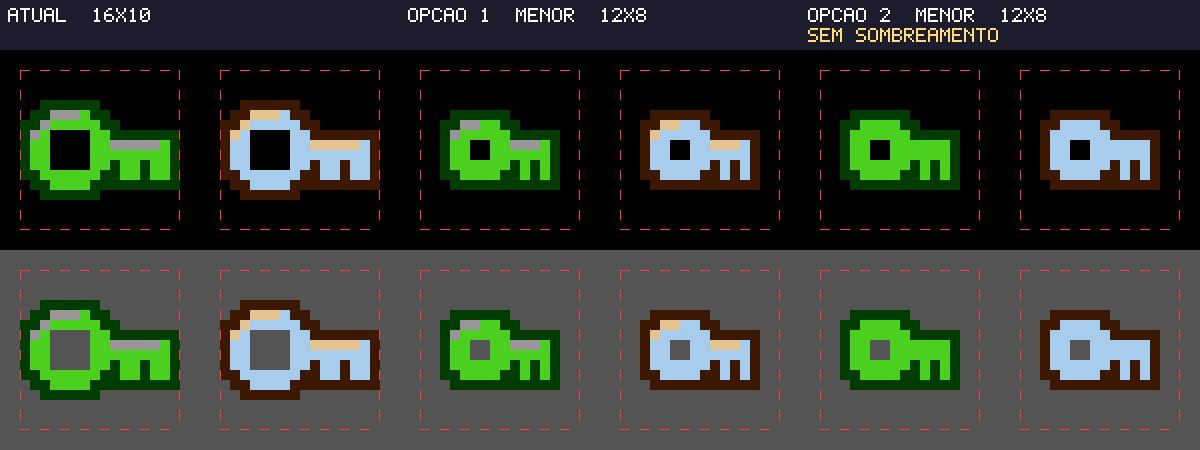 ATUAL 16X10
OPCAO 1 MENOR 12X8
OPCAO 2 MENOR 12X8
SEM SOMBREAMENTO